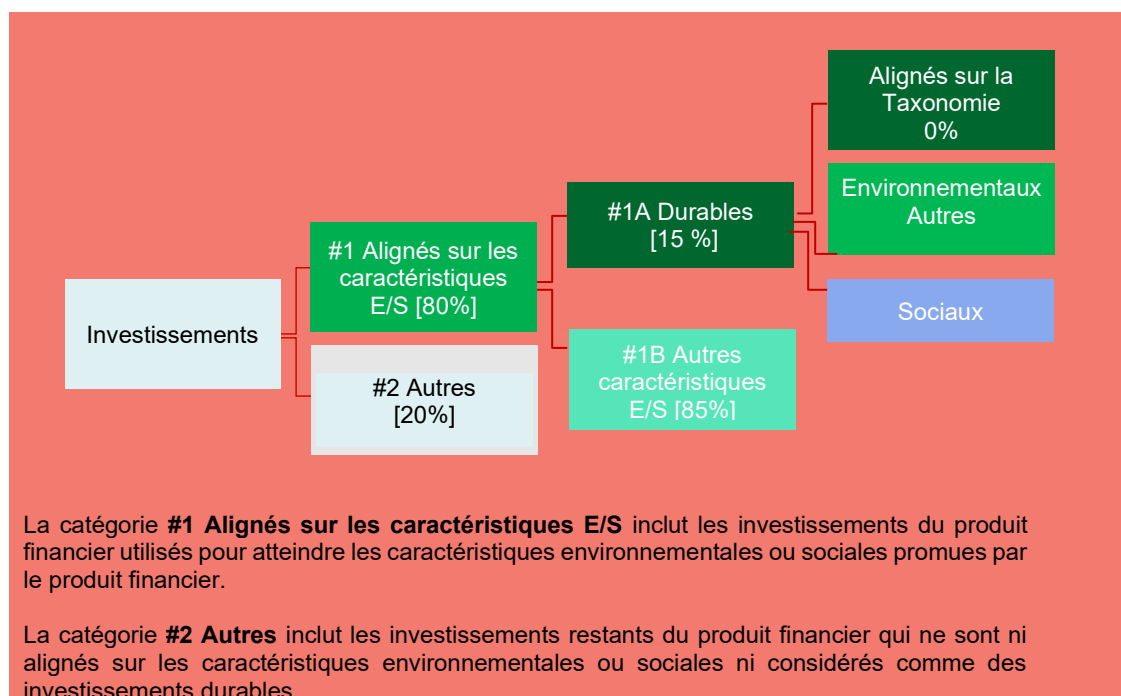 Investissements
#1 Alignés sur les
caractéristiques
E/S [80%]
#2 Autres
[20%]
#1A Durables
[15 %]
#1B Autres
caractéristiques
E/S [85%]
Alignés sur la
Taxonomie
0%
Environnementaux
Autres
Sociaux
La catégorie #1 Alignés sur les caractéristiques E/S inclut les investissements du produit
financier utilisés pour atteindre les caractéristiques environnementales ou sociales promues par
le produit financier.
La catégorie #2 Autres inclut les investissements restants du produit financier qui ne sont ni
alignés sur les caractéristiques environnementales ou sociales ni considérés comme des
investissements durables